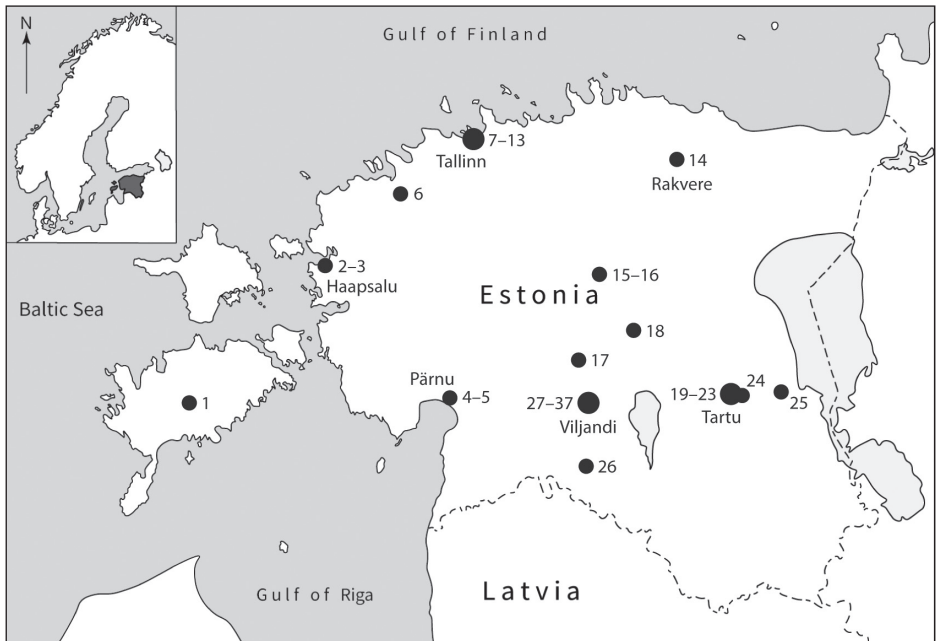 N
Gulf of Finland
7–13
Tallinn
14
Rakvere
6
2–3
Haapsalu
15–16
Estonia
Baltic Sea
18
17
Pärnu
4–5
1
27–37
Viljandi
19–23
24
Tartu
25
26
Gulf of Riga
Latvia